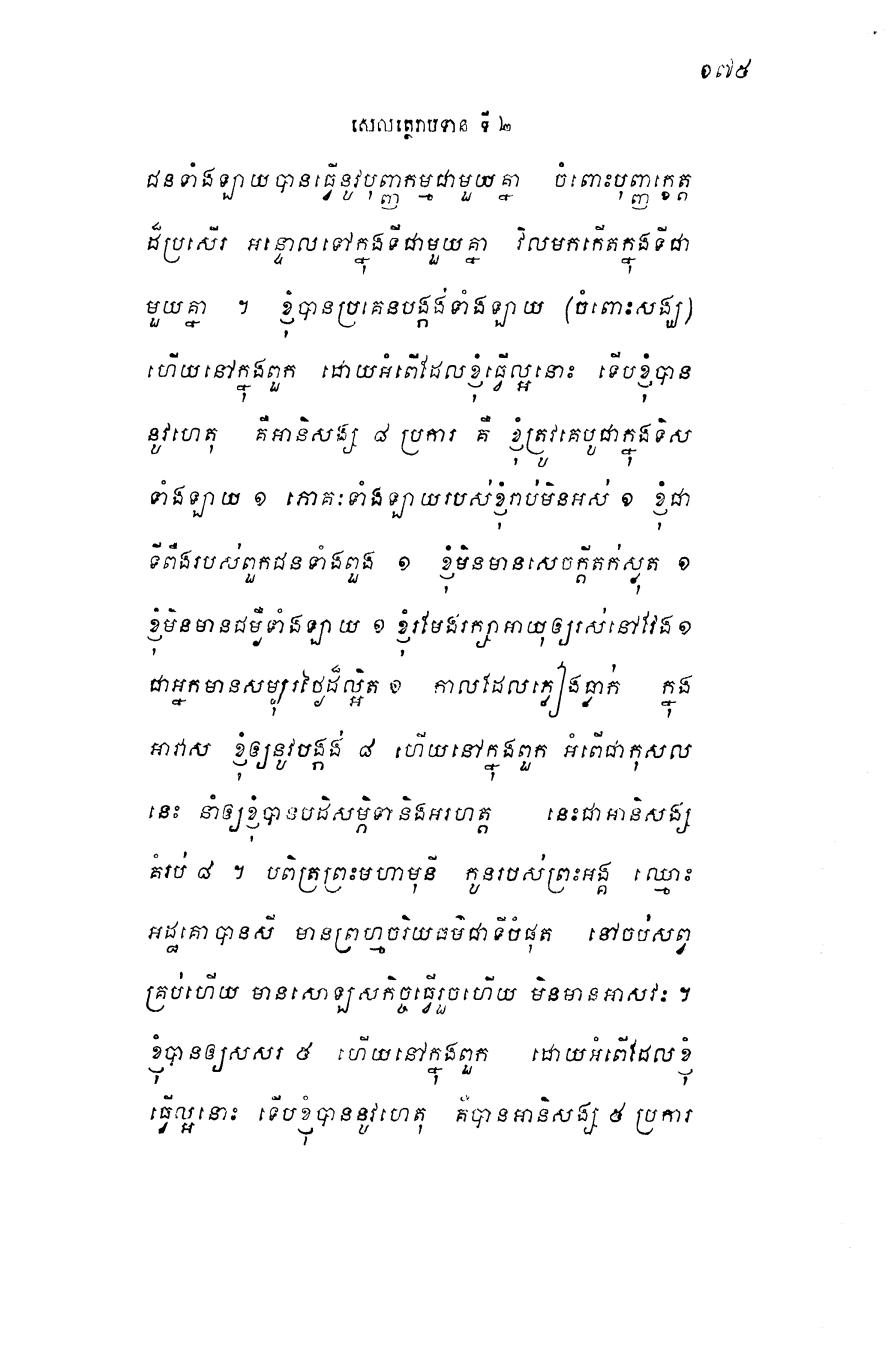 ១៧៥
សេលត្ថេរាបទាន ទី ២
ជនទាំងឡាយបានធ្វើនូវបុញ្ញកម្មជាមួយគ្នា ចំពោះបុញ្ញក្ខេត្ត
ដ៏ប្រសើរ អន្ទោលទៅក្នុងទីជាមួយគ្នា វិលមកកើតក្នុងទីជា
មួយគ្នា ។ ខ្ញុំបានប្រគេនបង្គង់ទាំងឡាយ (ចំពោះសង្ឃ)
ហើយនៅក្នុងពួក ដោយអំពើដែលខ្ញុំធ្វើល្អនោះ ទើបខ្ញុំបាន
នូវហេតុ គឺអានិសង្ស ៨ ប្រការ គឺ ខ្ញុំត្រូវគេបូជាក្នុងទិស
ទាំងឡាយ ១ ភោគៈទាំងឡាយរបស់ខ្ញុំរាប់មិនអស់ ១ ខ្ញុំជា
ទីពឹងរបស់ពួកជនទាំងពួង ១ ខ្ញុំមិនមានសេចក្តីតក់ស្លុត ១
ខ្ញុំមិនមានជម្ងឺទាំងឡាយ ១ ខ្ញុំរមែងរក្សាអាយុឲ្យរស់នៅវែង ១
ជាអ្នកមានសម្បុរថ្លៃដ៏ល្អិត ១ កាលដែលភ្លៀងធ្លាក់ ក្នុង
អាវាស ខ្ញុំឲ្យនូវបង្គង់ ៨ ហើយនៅក្នុងពួក អំពើជាកុសល
នេះ នាំឲ្យខ្ញុំបានបដិសម្ភិទានិងអរហត្ត នេះជាអានិសង្ស
គំរប់ ៨ ។ បពិត្រព្រះមហាមុនី កូនរបស់ព្រះអង្គ ឈ្មោះ
អដ្ឋគោបានសី មានព្រហ្មចរិយធម៌ជាទីបំផុត នៅចប់សព្វ
គ្រប់ហើយ មានសោឡសកិច្ចធ្វើរួចហើយ មិនមានអាសវៈ ។
ខ្ញុំបានឲ្យសសរ ៥ ហើយនៅក្នុងពួក ដោយអំពើដែលខ្ញុំ
ធ្វើល្អនោះ ទើបខ្ញុំបាននូវហេតុ គឺបានអានិសង្ស ៥ ប្រការ